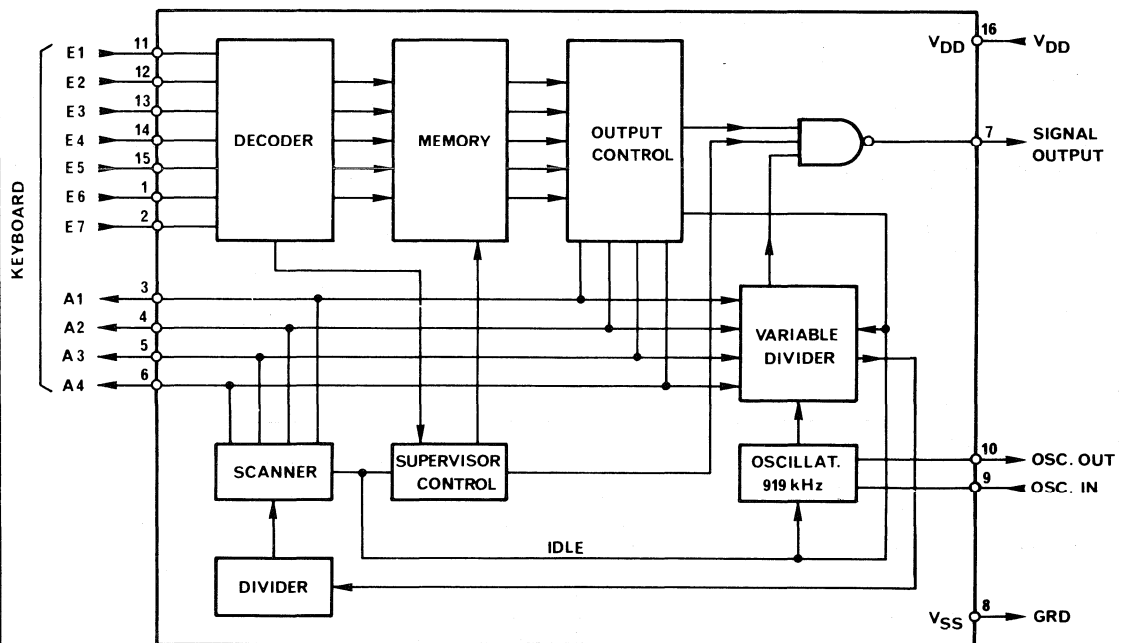 KEYBOARD
E1 11
E2 12
E3 13
E4 14
E5 15
E6 1
E7 2
A1 3
A2 4
A3 5
A4 6
DECODER
MEMORY
OUTPUT
CONTROL
VDD 16 VDD
7 SIGNAL
OUTPUT
VARIABLE
DIVIDER
SCANNER
SUPERVISOR
CONTROL
OSCILLAT.
919 kHz
10 OSC. OUT
9 OSC. IN
IDLE
DIVIDER
VSS 8 GRD